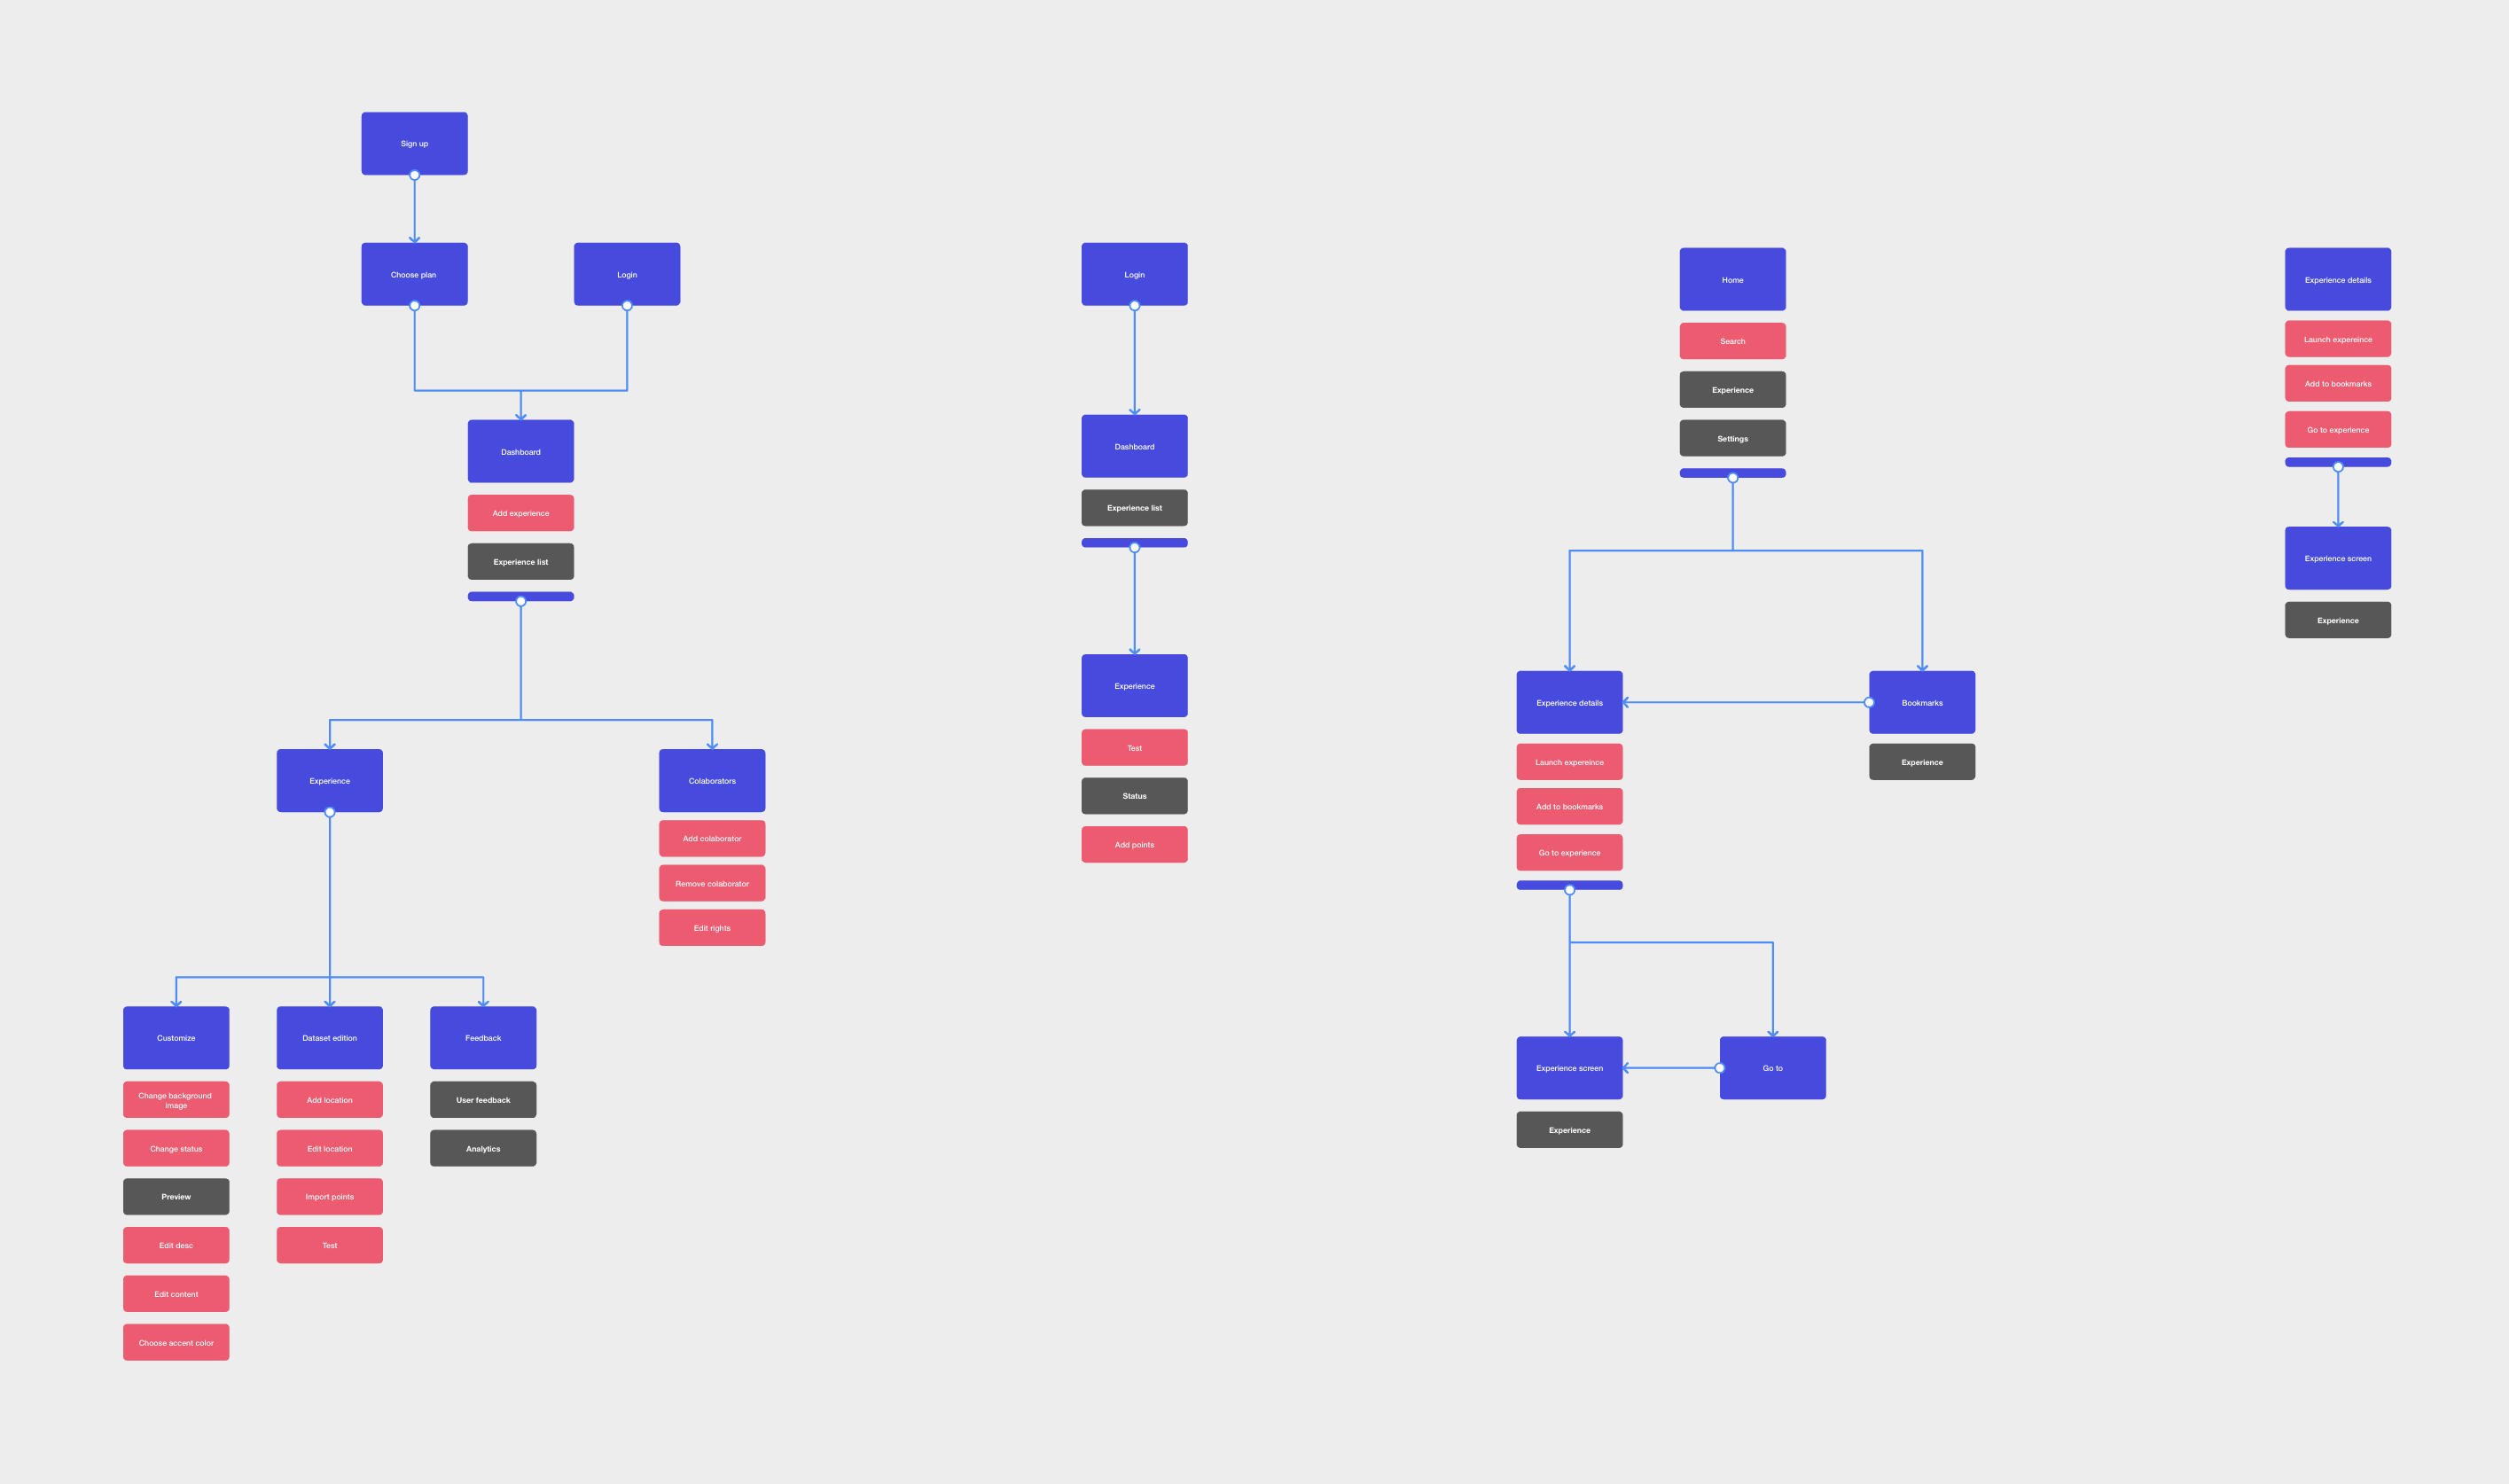 Sign up
Choose plan
Login
Dashboard
Add experience
Experience list
Experience
Colaborators
Add colaborator
Remove colaborator
Edit rights
Customize
Change background
image
Change status
Preview
Edit desc
Edit content
Choose accent color
Dataset edition
Add location
Edit location
Import points
Test
Feedback
User feedback
Analytics
Login
Dashboard
Experience list
Experience
Test
Status
Add points
Home
Search
Experience
Settings
Experience details
Launch expereince
Add to bookmarks
Go to experience
Bookmarks
Experience
Experience screen
Experience
Go to
Experience details
Launch expereince
Add to bookmarks
Go to experience
Experience screen
Experience